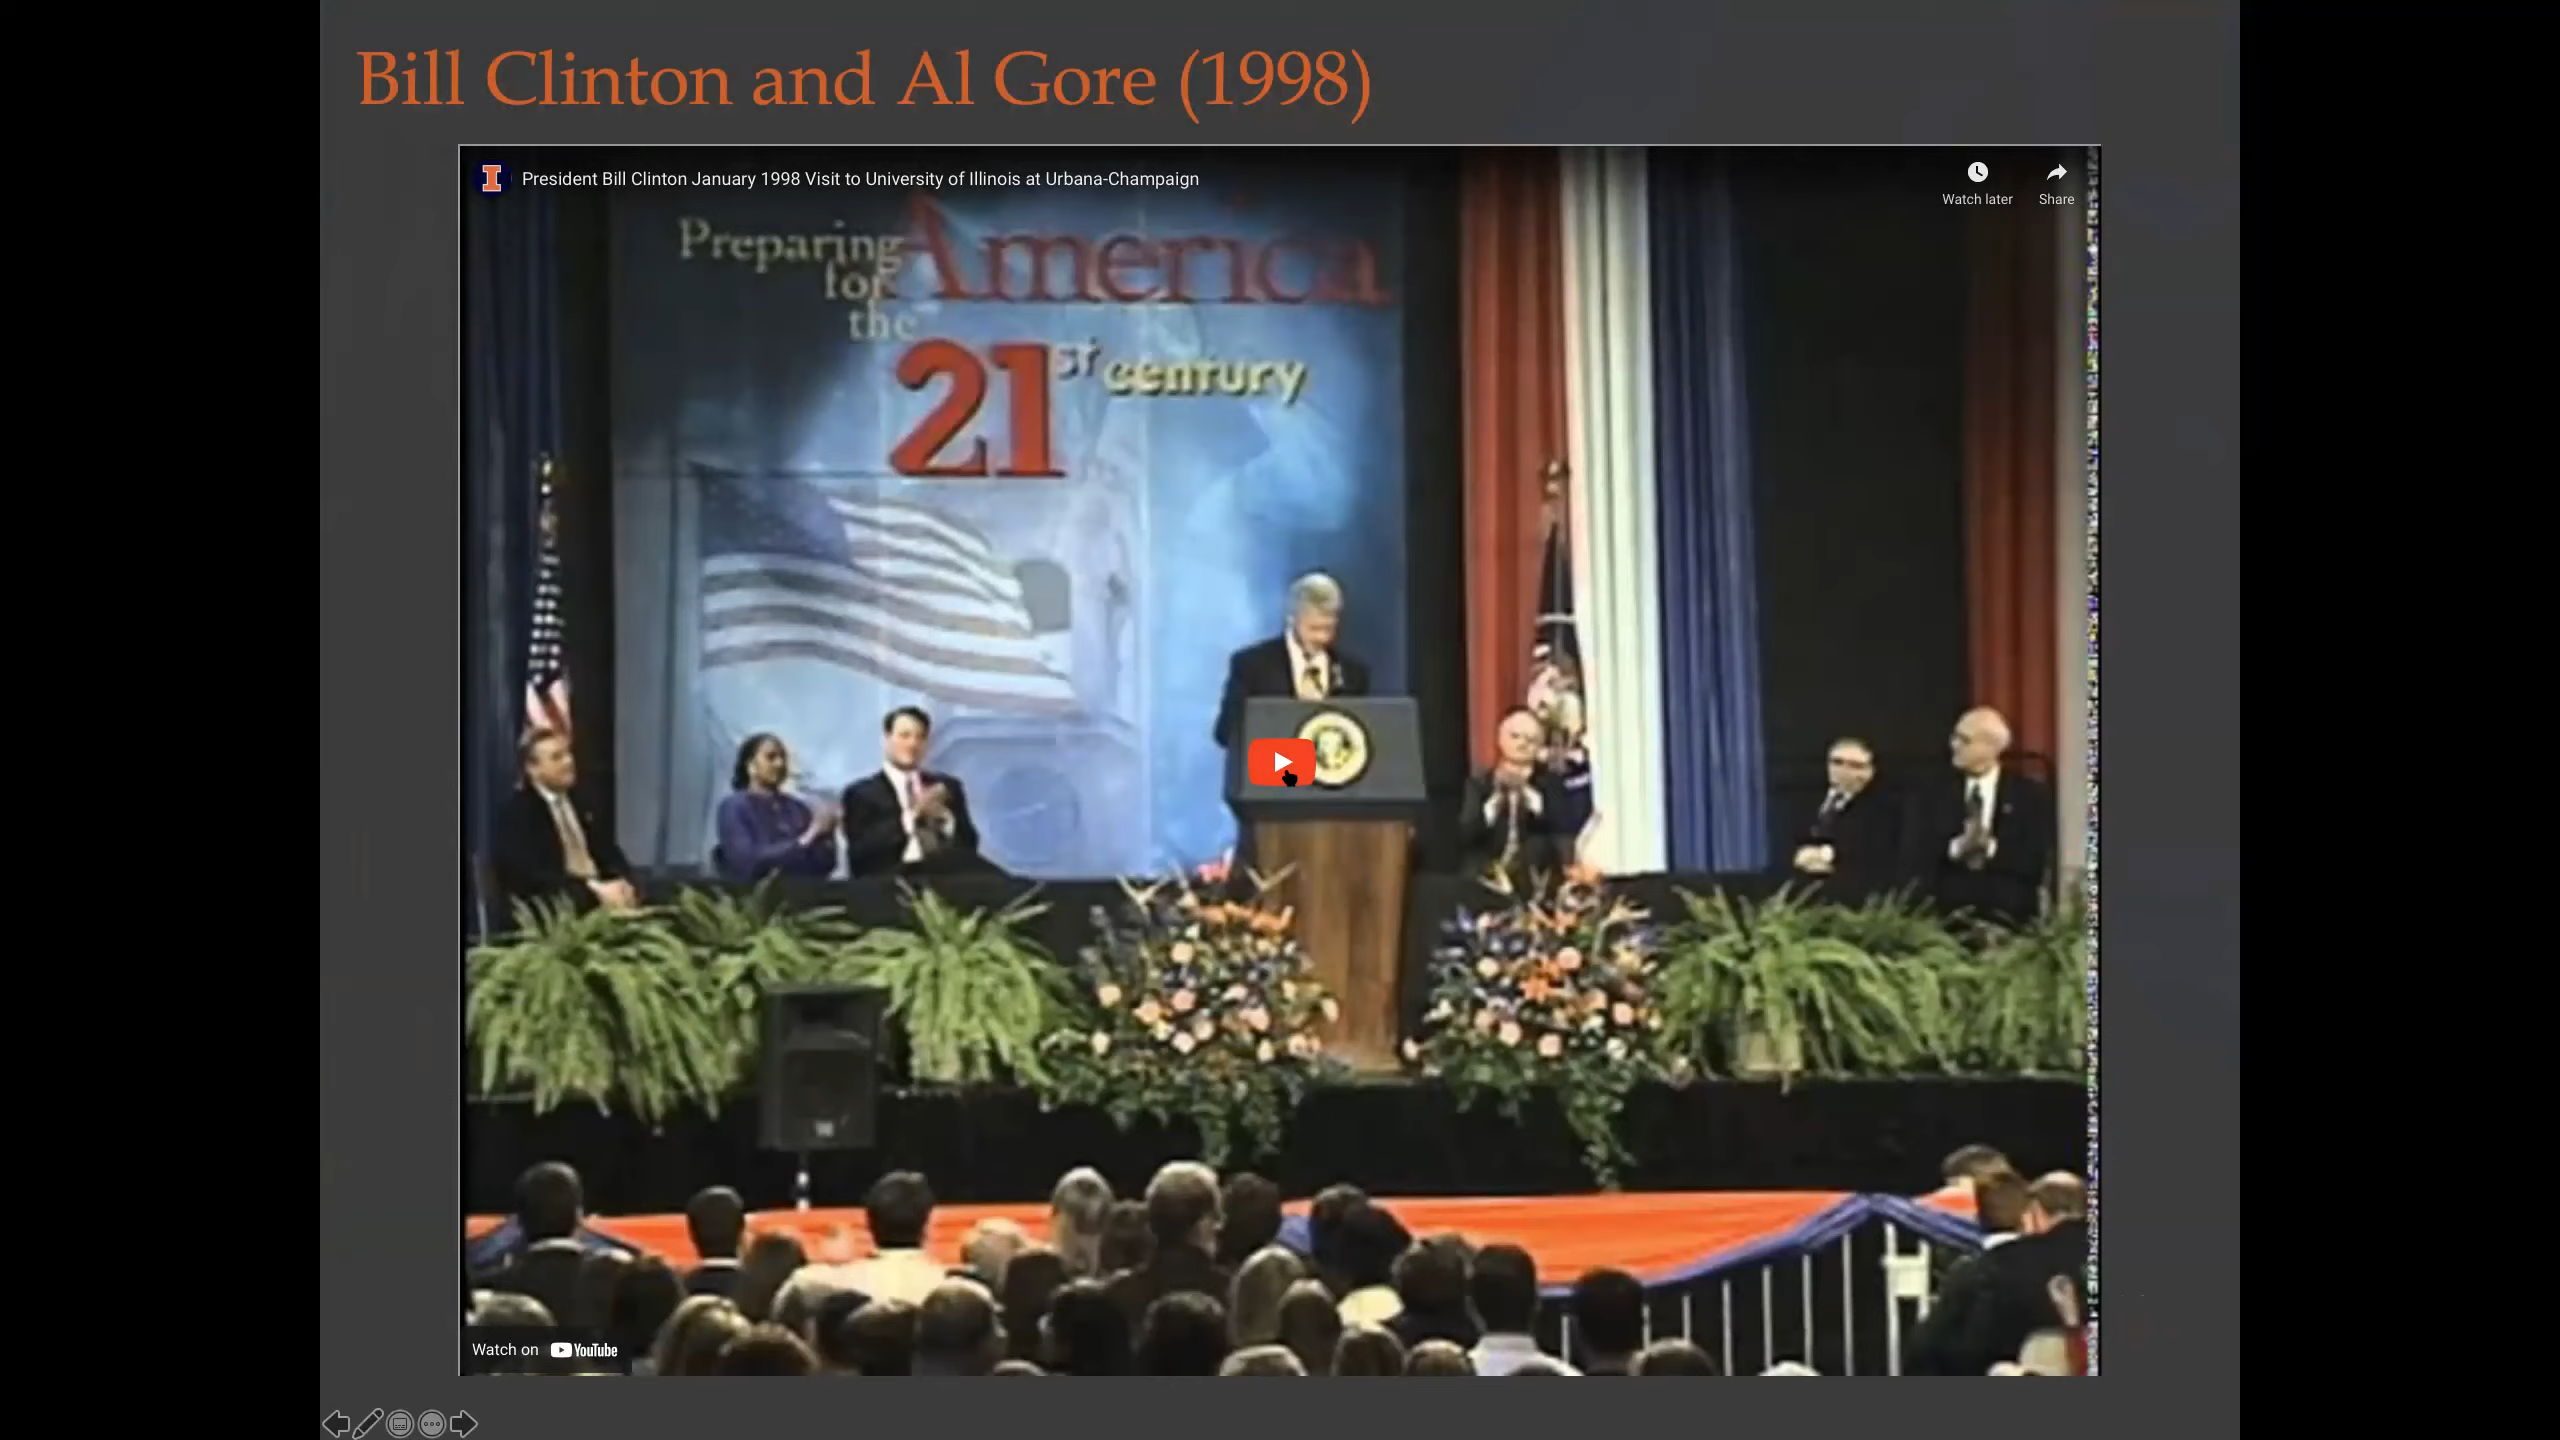 Bill Clinton and Al Gore (1998)
I
President Bill Clinton January 1998 Visit to University of Illinois at Urbana-Champaign
Watch later
Share
Preparing
for
the
America
21st century
Watch on YouTube